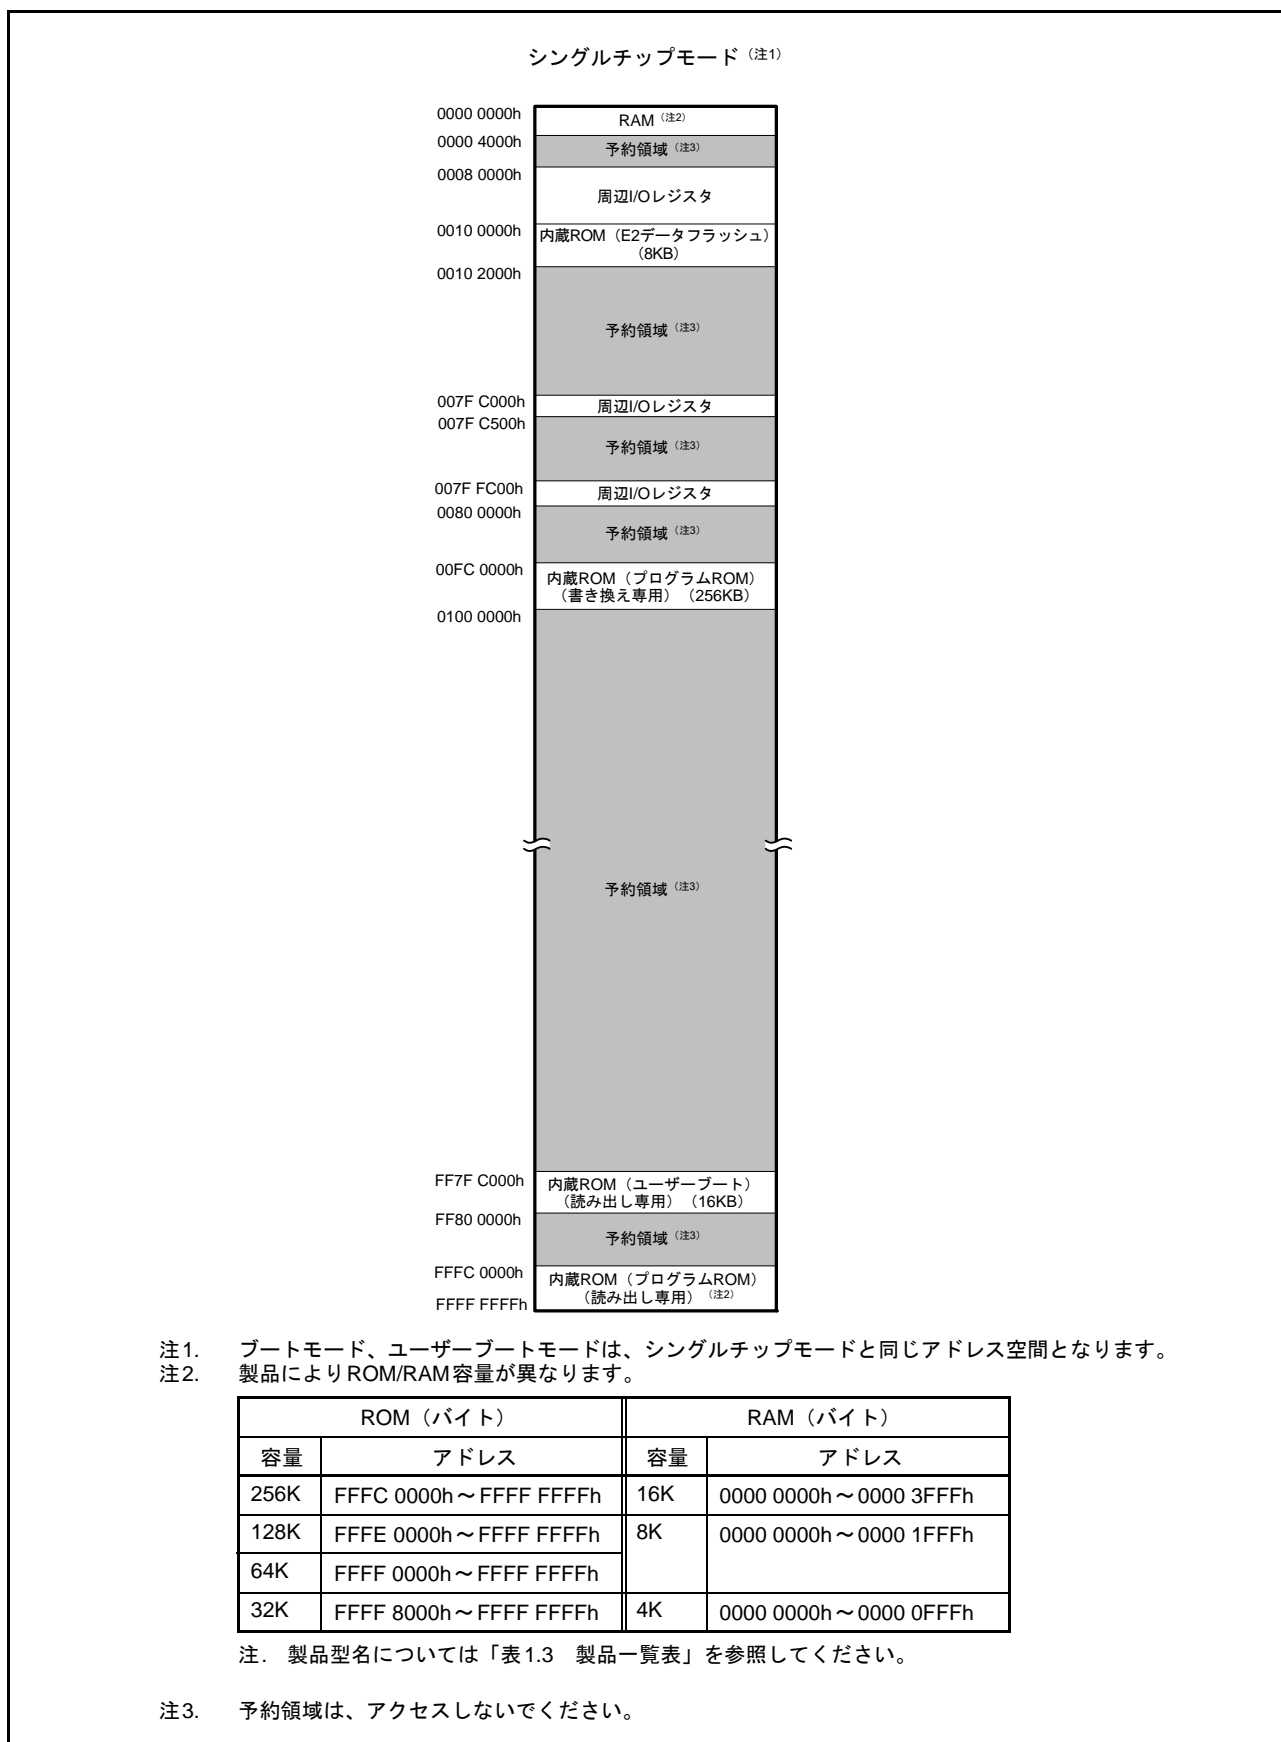 シングルチップモード（注1）
0000 0000h
RAM（注2）
0000 4000h
予約領域（注3）
0008 0000h
周辺I/Oレジスタ
0010 0000h
内蔵ROM（E2データフラッシュ）
（8KB）
0010 2000h
予約領域（注3）
007F C000h
周辺I/Oレジスタ
007F C500h
予約領域（注3）
007F FC00h
周辺I/Oレジスタ
0080 0000h
予約領域（注3）
00FC 0000h
内蔵ROM（プログラムROM）
（書き換え専用）（256KB）
0100 0000h
予約領域（注3）
FF7F C000h
内蔵ROM（ユーザーブート）
（読み出し専用）（16KB）
FF80 0000h
予約領域（注3）
FFFC 0000h
内蔵ROM（プログラムROM）
（読み出し専用）（注2）
FFFF FFFFh
注1. ブートモード、ユーザーブートモードは、シングルチップモードと同じアドレス空間となります。
注2. 製品によりROM/RAM容量が異なります。
ROM（バイト） RAM（バイト）
容量 アドレス 容量 アドレス
256K FFFC 0000h～FFFF FFFFh 16K 0000 0000h～0000 3FFFh
128K FFFE 0000h～FFFF FFFFh 8K 0000 0000h～0000 1FFFh
64K FFFF 0000h～FFFF FFFFh
32K FFFF 8000h～FFFF FFFFh 4K 0000 0000h～0000 0FFFh
注. 製品型名については「表1.3 製品一覧表」を参照してください。
注3. 予約領域は、アクセスしないでください。